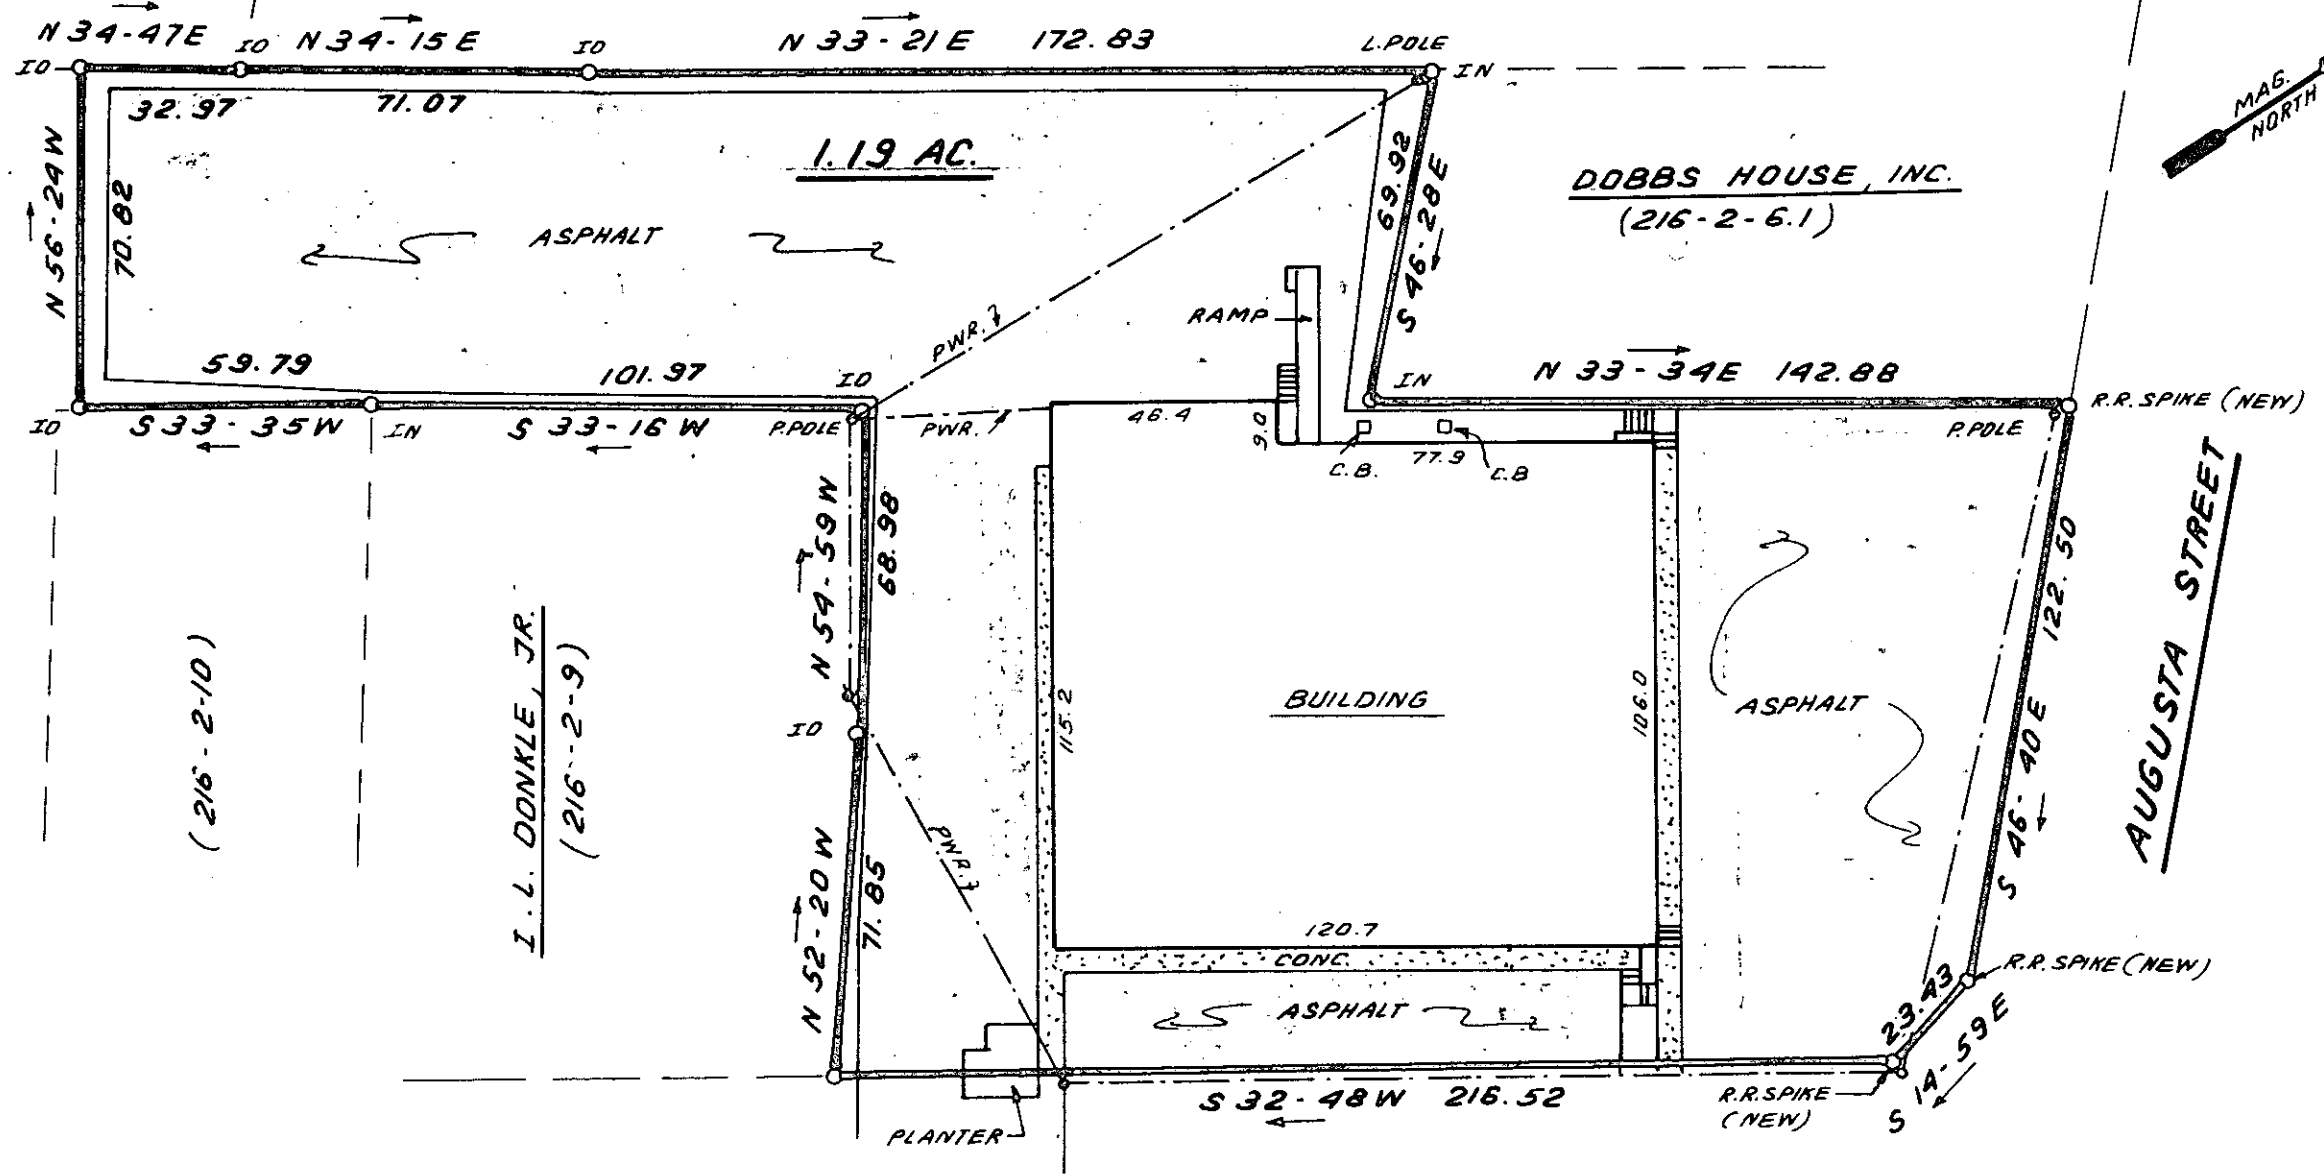 N 34-47E
IO
N 34-15 E
IO
N 33-21 E 172.83
L.POLE
IO
IN
32.97
71.07
1.19 AC.
MAG.
NORTH
N 56-24W
70.82
ASPHALT
69.92
S 46-28E
DOBBS HOUSE, INC.
(216-2-6.1)
PWR.
RAMP
59.79
101.97
IO
IN
N 33-34E 142.88
R.R. SPIKE (NEW)
IO
S 33-35W
IN
S 33-16 W
P.POLE
PWR.
46.4
9.0
C.B.
77.9
C.B
P.POLE
N 54-59W
68.98
AUGUSTA STREET
122.50
S 46-40 E
(216-2-10)
I. L. DONKLE, JR.
(216-2-9)
IO
115.2
BUILDING
106.0
ASPHALT
N 52-20 W
71.85
PWR.
120.7
CONC.
R.R. SPIKE (NEW)
ASPHALT
23.43
S 14-59E
S 32-48W 216.52
R.R.SPIKE
(NEW)
PLANTER